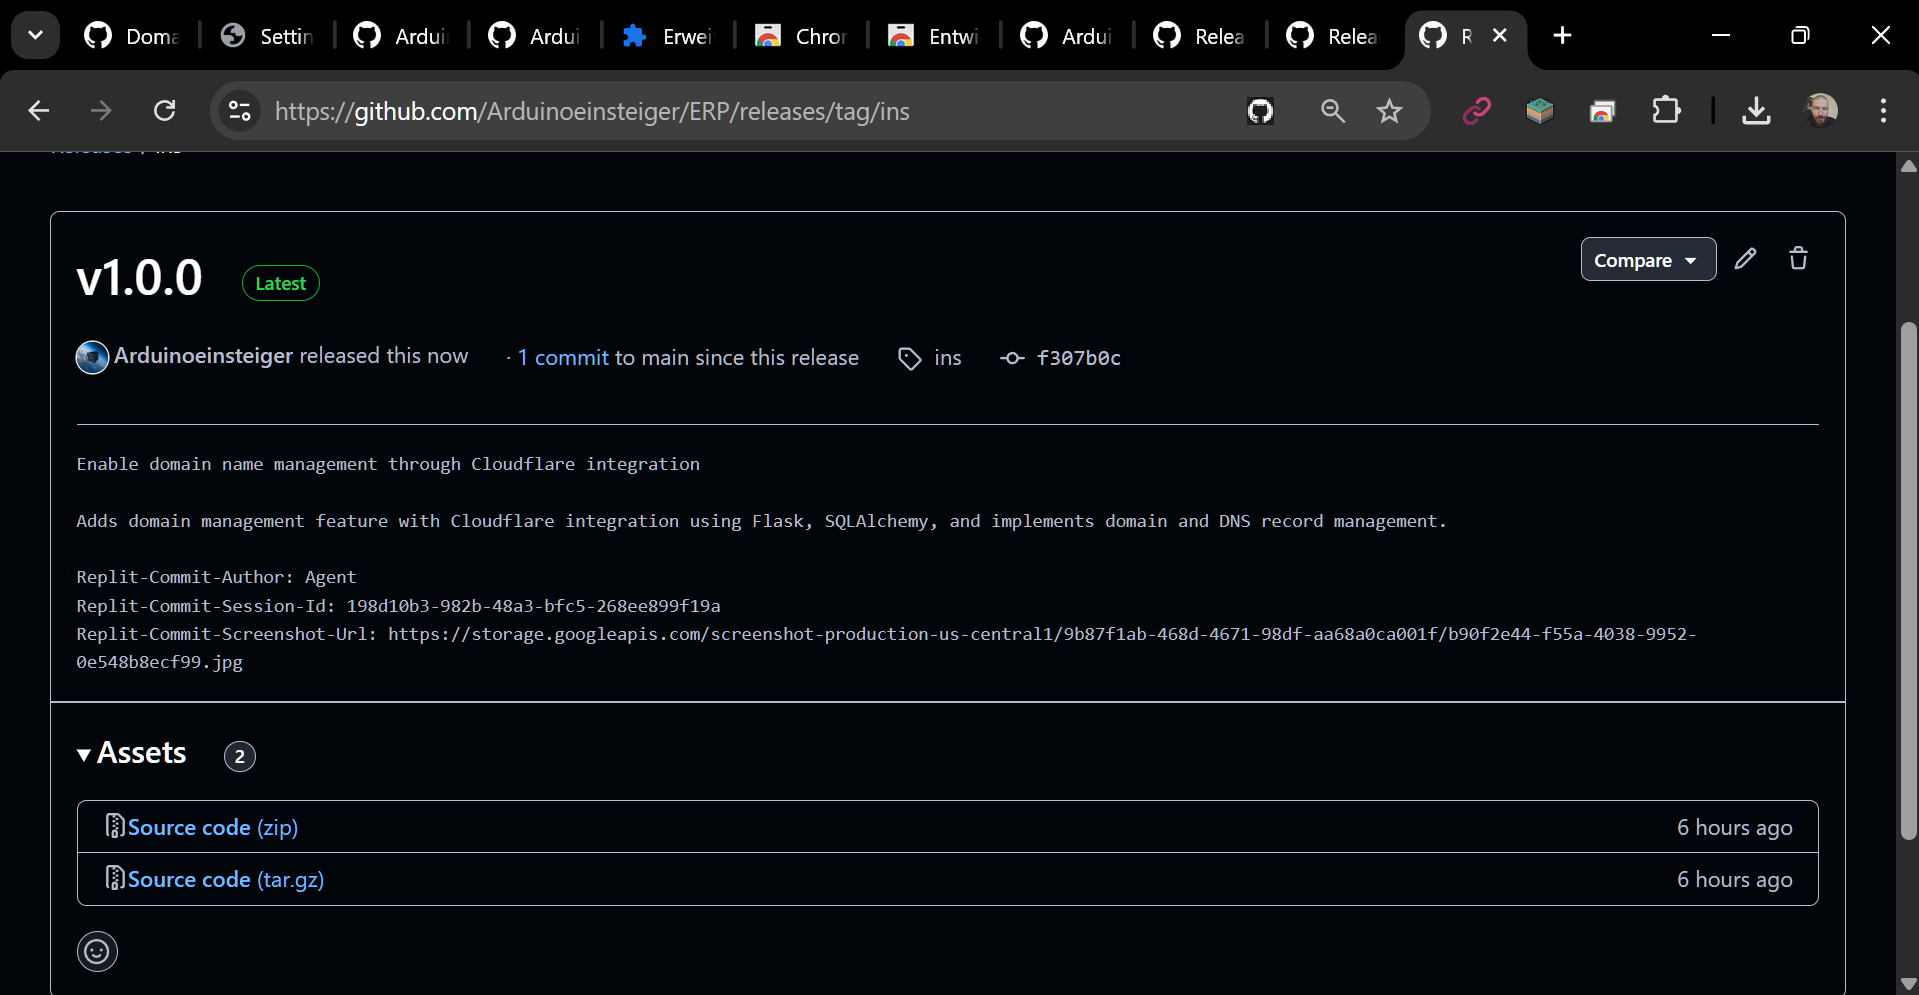 Doma
Settin
Ardui
Ardui
Erwei
Chror
Entwi
Ardui
Relea
Relea
R
https://github.com/Arduinoeinsteiger/ERP/releases/tag/ins
v1.0.0
Latest
Compare
Arduinoeinsteiger released this now
· 1 commit to main since this release
ins
f307b0c
Enable domain name management through Cloudflare integration
Adds domain management feature with Cloudflare integration using Flask, SQLAlchemy, and implements domain and DNS record management.
Replit-Commit-Author: Agent
Replit-Commit-Session-Id: 198d10b3-982b-48a3-bfc5-268ee899f19a
Replit-Commit-Screenshot-Url: https://storage.googleapis.com/screenshot-production-us-central1/9b87f1ab-468d-4671-98df-aa68a0ca001f/b90f2e44-f55a-4038-9952-
0e548b8ecf99.jpg
Assets 2
Source code (zip)
6 hours ago
Source code (tar.gz)
6 hours ago